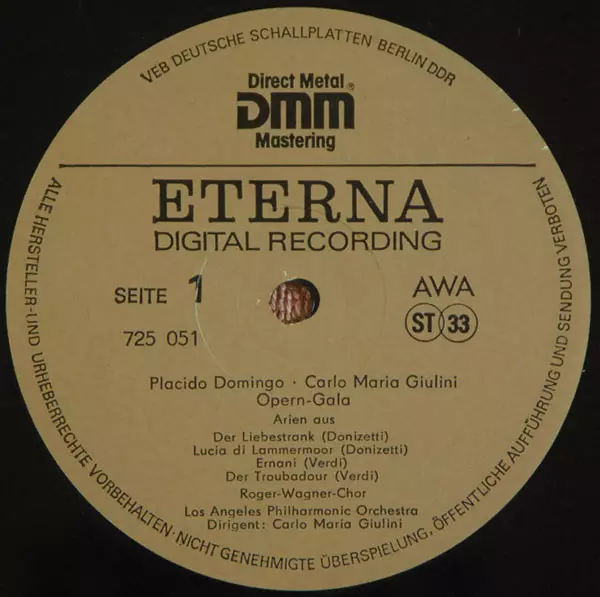 VEB DEUTSCHE SCHALLPLATTEN BERLIN DDR
Direct Metal
DMM®
Mastering
ETERNA
DIGITAL RECORDING
SEITE 1
AWA
725 051
ST 33
Placido Domingo · Carlo Maria Giulini
Opern-Gala
Arien aus
Der Liebestrank (Donizetti)
Lucia di Lammermoor (Donizetti)
Ernani (Verdi)
Der Troubadour (Verdi)
Roger-Wagner-Chor
Los Angeles Philharmonic Orchestra
Dirigent: Carlo Maria Giulini
ALLE HERSTELLER-UND URHEBERRECHTE VORBEHALTEN·NICHT GENEHMIGTE ÜBERSPIELUNG, ÖFFENTLICHE AUFFÜHRUNG UND SENDUNG VERBOTEN